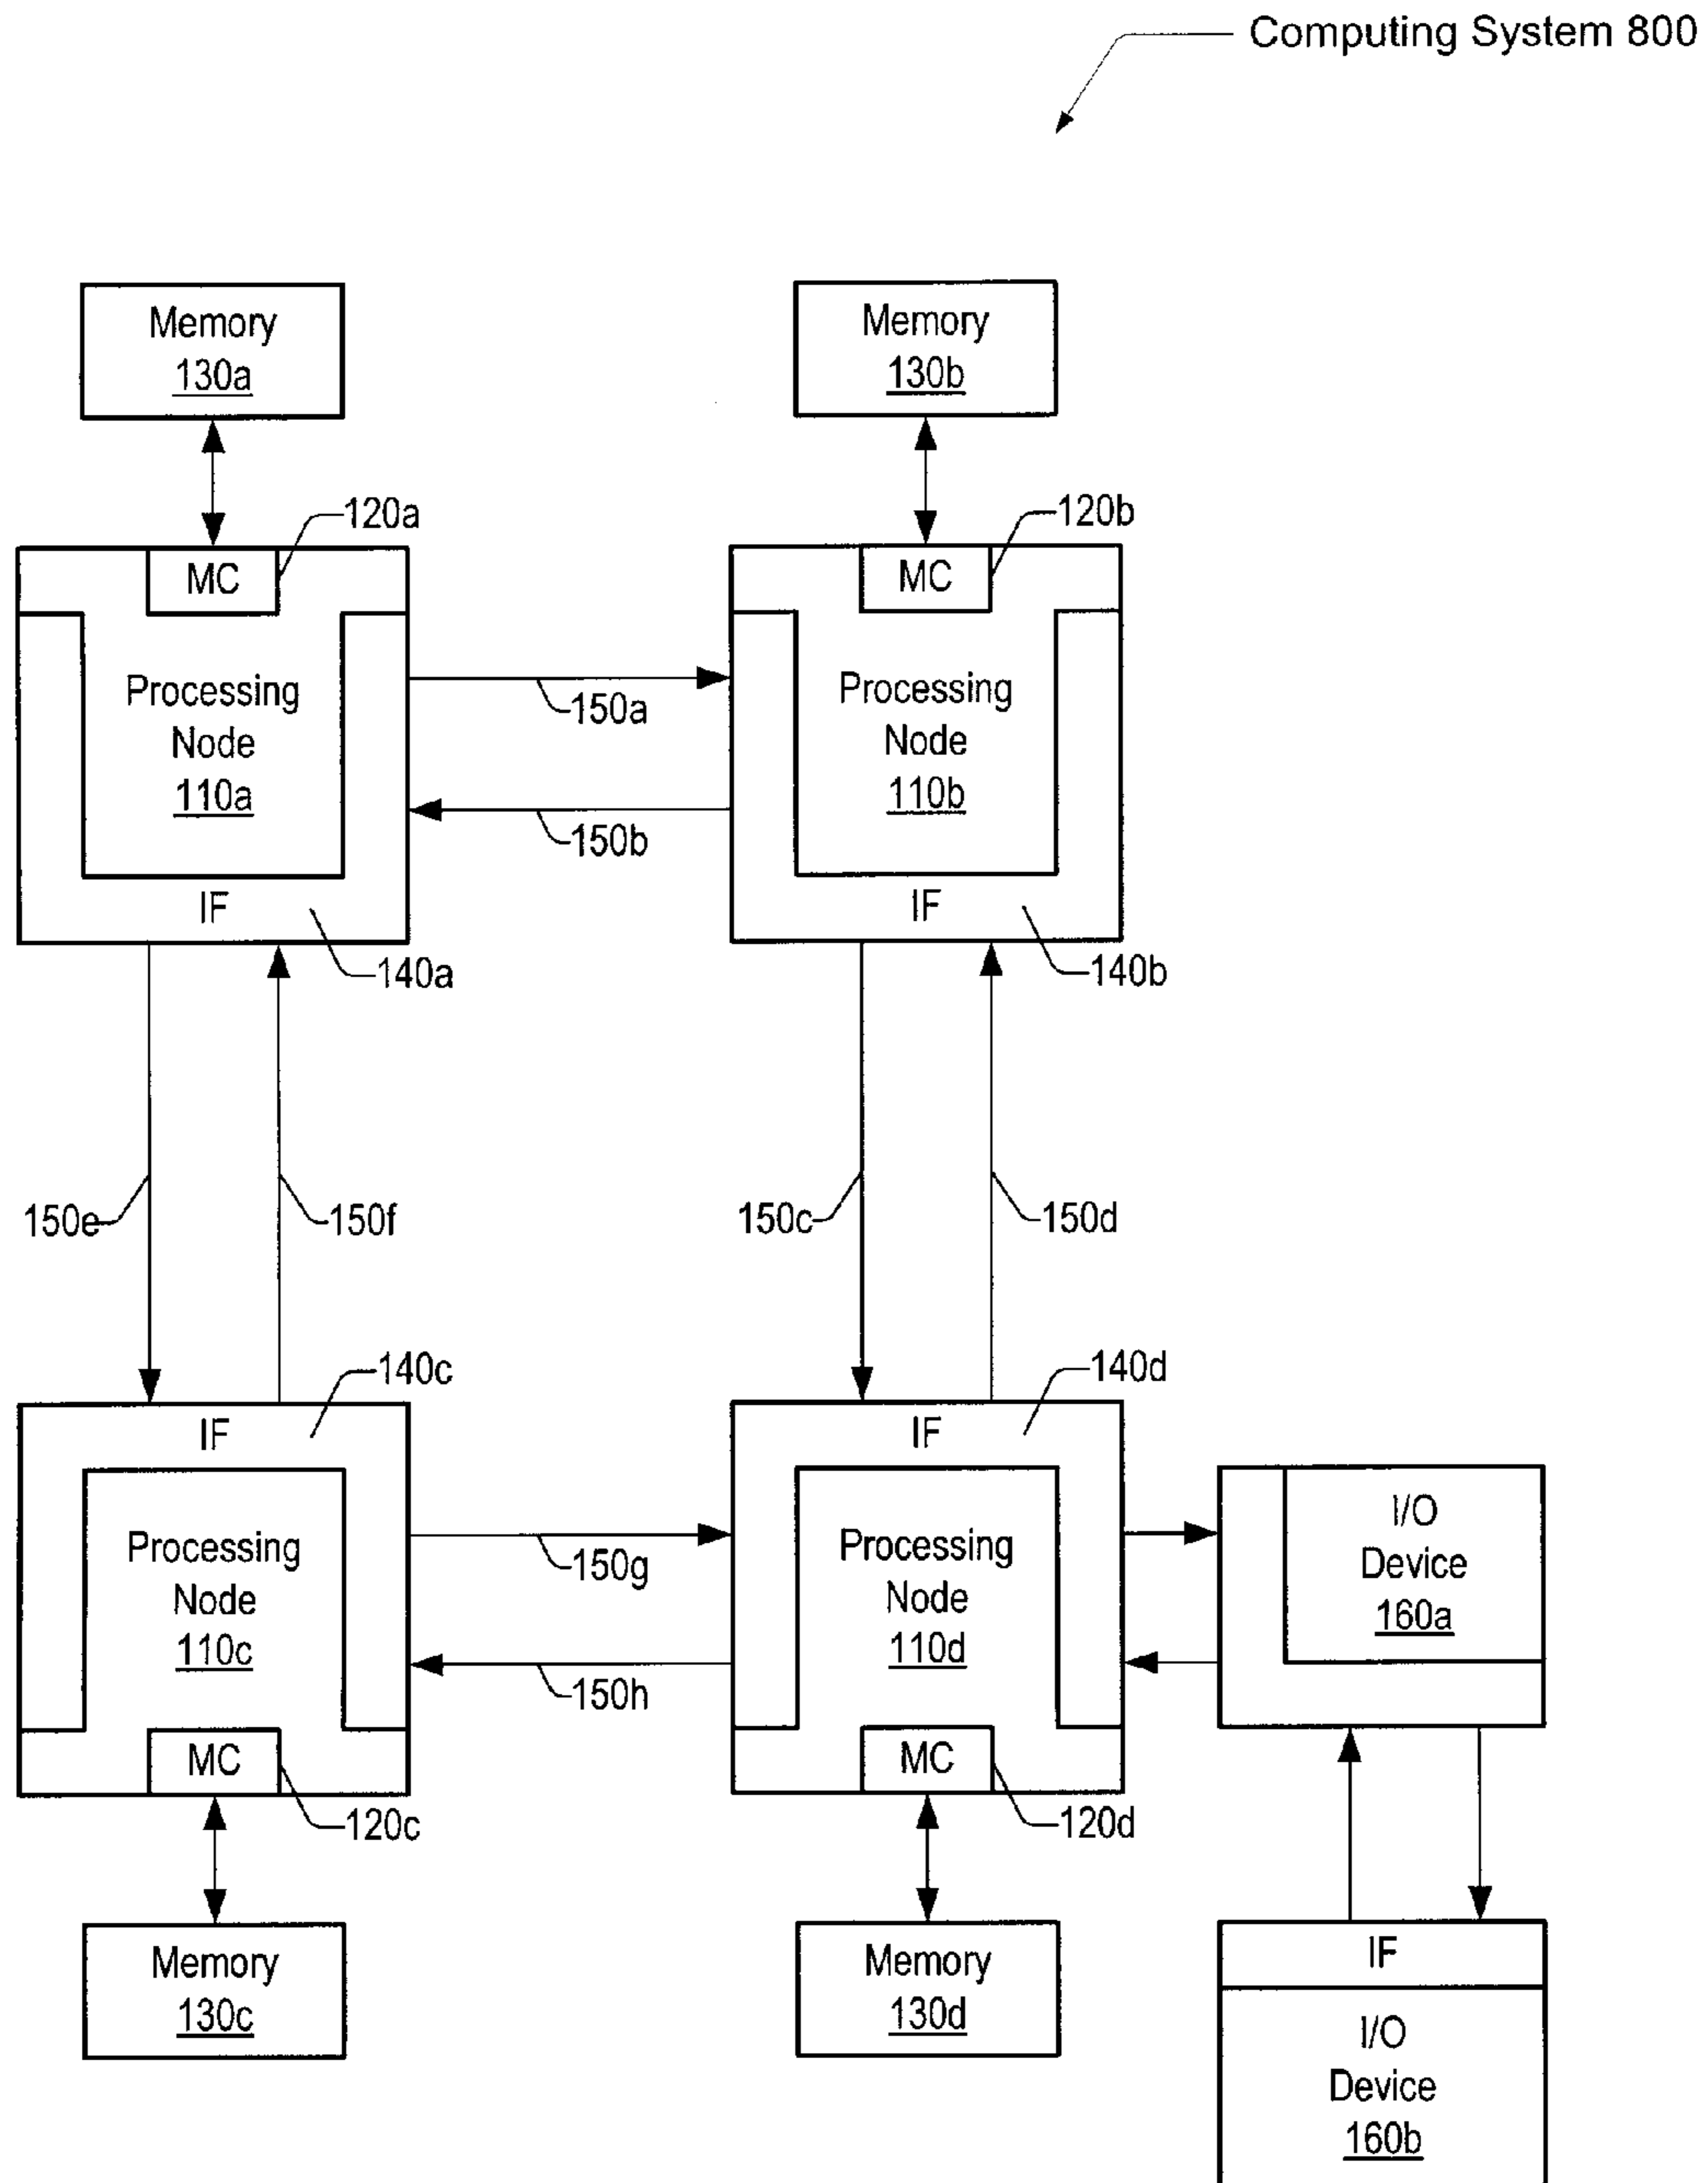 Computing System 800
Memory
130a
Memory
130b
120a
120b
MC
MC
Processing
Node
110a
150a
150b
Processing
Node
110b
IF
IF
140a
140b
150e
150f
150c
150d
140c
140d
IF
IF
Processing
Node
110c
150g
150h
Processing
Node
110d
I/O
Device
160a
MC
MC
120c
120d
Memory
130c
Memory
130d
IF
I/O
Device
160b